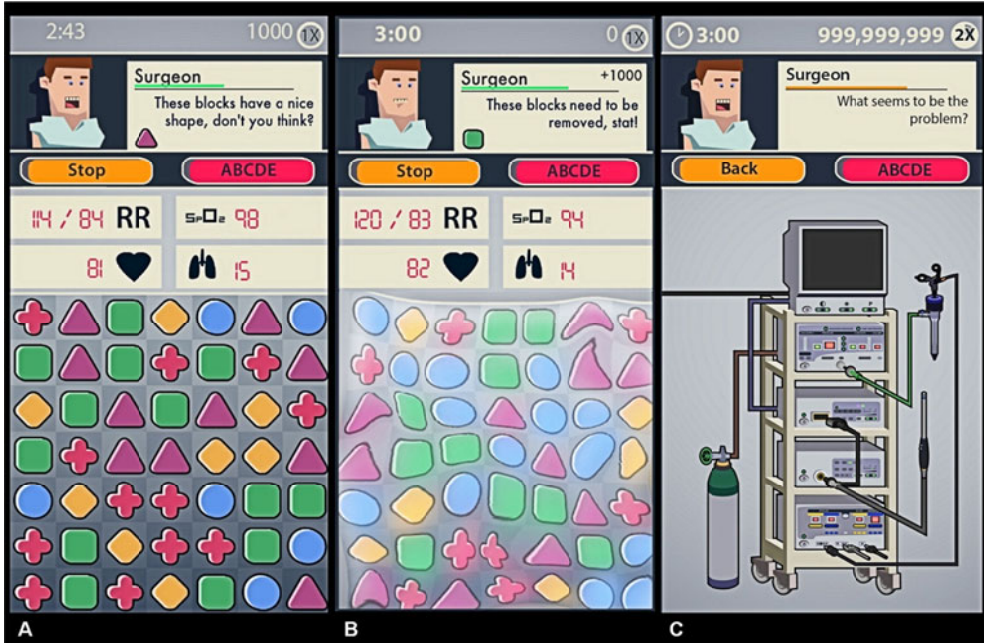 2:43 1000 1X
Surgeon
These blocks have a nice
shape, don't you think?
Stop ABCDE
114 / 84 RR SPO2 98
81 15
A
3:00 0 1X
Surgeon +1000
These blocks need to be
removed, stat!
Stop ABCDE
120 / 83 RR SPO2 94
82 14
B
3:00 999,999,999 2X
Surgeon
What seems to be the
problem?
Back ABCDE
C